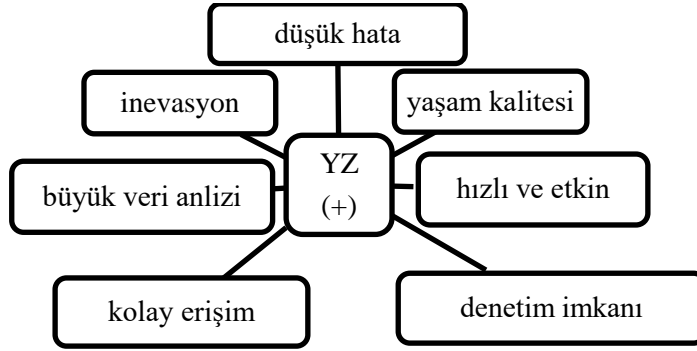 düşük hata
inevasyon
yaşam kalitesi
YZ
(+)
büyük veri anlizi
hızlı ve etkin
kolay erişim
denetim imkanı